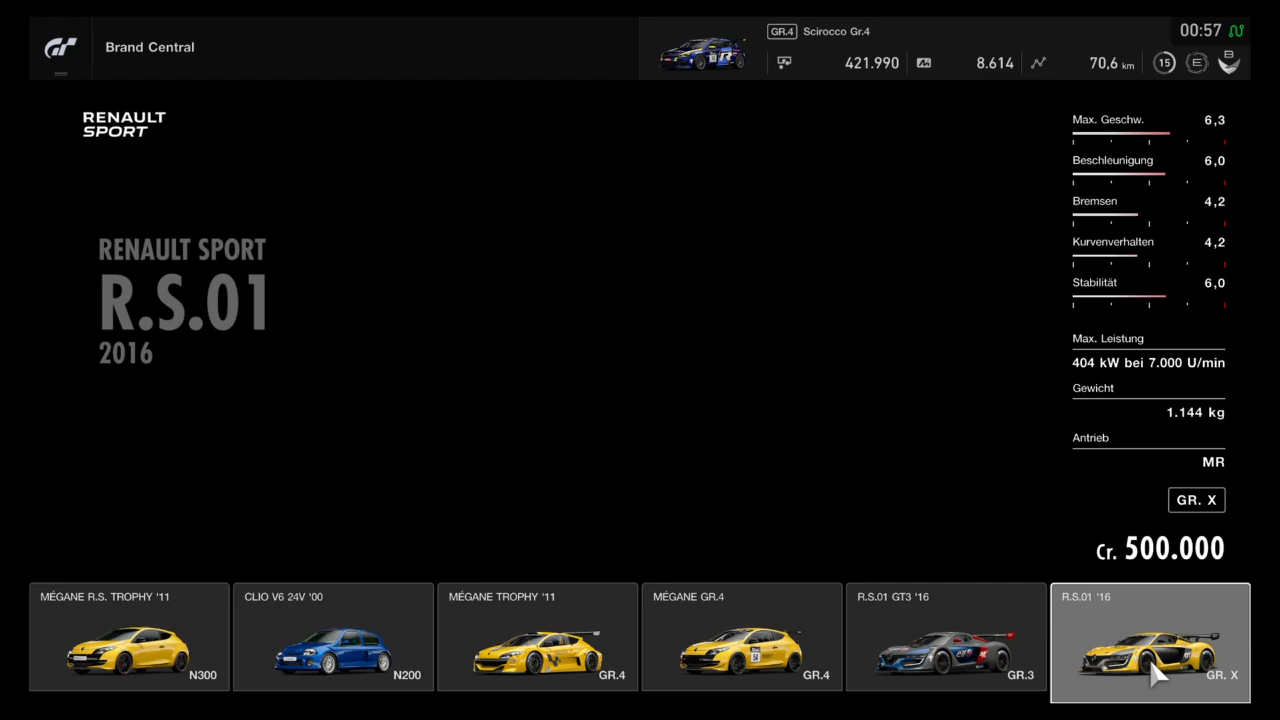 Brand Central
GR.4 Scirocco Gr.4
421.990
8.614
70,6 km
00:57
15
E
B
RENAULT
SPORT
RENAULT SPORT
R.S.01
2016
Max. Geschw. 6,3
Beschleunigung 6,0
Bremsen 4,2
Kurvenverhalten 4,2
Stabilität 6,0
Max. Leistung
404 kW bei 7.000 U/min
Gewicht
1.144 kg
Antrieb
MR
GR. X
Cr. 500.000
MÉGANE R.S. TROPHY '11
N300
CLIO V6 24V '00
N200
MÉGANE TROPHY '11
GR.4
MÉGANE GR.4
GR.4
R.S.01 GT3 '16
GR.3
R.S.01 '16
GR. X